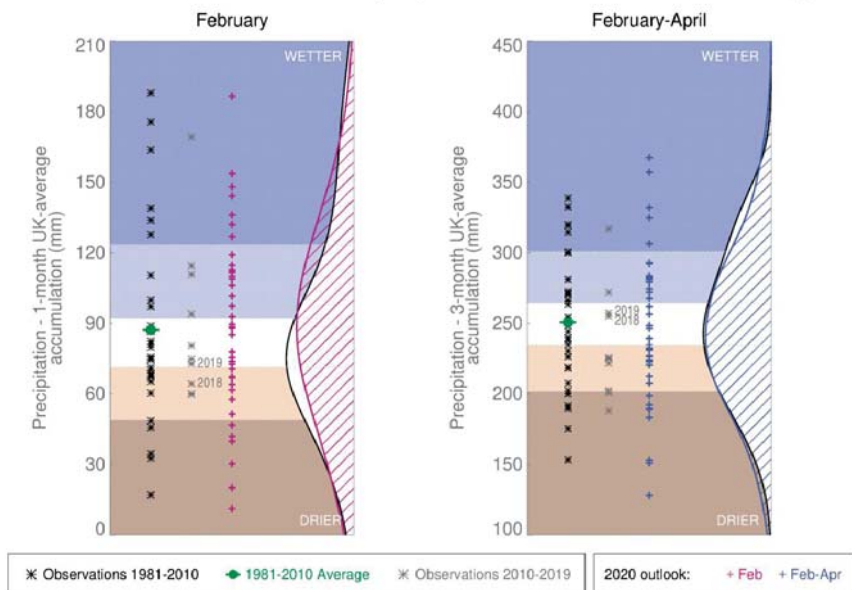 February
February-April
Precipitation - 1-month UK-average
accumulation (mm)
210
180
150
120
90
60
30
0
WETTER
2019
2018
DRIER
Precipitation - 3-month UK-average
accumulation (mm)
450
400
350
300
250
200
150
100
WETTER
2019
2018
DRIER
Observations 1981-2010
1981-2010 Average
Observations 2010-2019
2020 outlook:
+ Feb
+ Feb-Apr